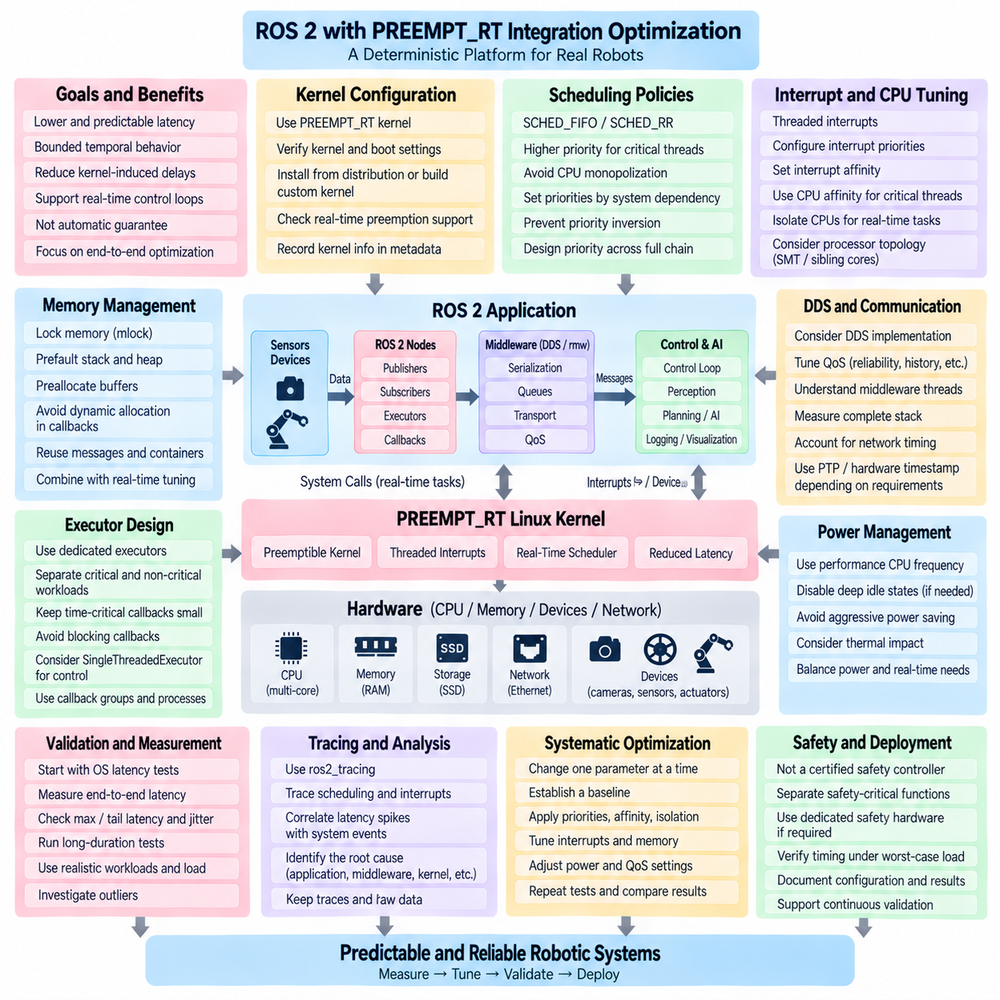 ROS 2 with PREEMPT_RT Integration Optimization
A Deterministic Platform for Real Robots
Goals and Benefits
Lower and predictable latency
Bounded temporal behavior
Reduce kernel-induced delays
Support real-time control loops
Not automatic guarantee
Focus on end-to-end optimization
Kernel Configuration
Use PREEMPT_RT kernel
Verify kernel and boot settings
Install from distribution or build
custom kernel
Check real-time preemption support
Record kernel info in metadata
Scheduling Policies
SCHED_FIFO / SCHED_RR
Higher priority for critical threads
Avoid CPU monopolization
Set priorities by system dependency
Prevent priority inversion
Design priority across full chain
Interrupt and CPU Tuning
Threaded interrupts
Configure interrupt priorities
Set interrupt affinity
Use CPU affinity for critical threads
Isolate CPUs for real-time tasks
Consider processor topology
(SMT / sibling cores)
Memory Management
Lock memory (mlock)
Prefault stack and heap
Preallocate buffers
Avoid dynamic allocation
in callbacks
Reuse messages and containers
Combine with real-time tuning
ROS 2 Application
Sensors
Devices
Data
ROS 2 Nodes
Publishers
Subscribers
Executors
Callbacks
Middleware (DDS / rmw)
Serialization
Queues
Transport
QoS
Messages
Control & AI
Control Loop
Perception
Planning / AI
Logging / Visualization
DDS and Communication
Consider DDS implementation
Tune QoS (reliability, history, etc.)
Understand middleware threads
Measure complete stack
Account for network timing
Use PTP / hardware timestamp
depending on requirements
System Calls (real-time tasks)
Interrupts / Device
Executor Design
Use dedicated executors
Separate critical and non-critical
workloads
Keep time-critical callbacks small
Avoid blocking callbacks
Consider SingleThreadedExecutor
for control
Use callback groups and processes
PREEMPT_RT Linux Kernel
Preemptible Kernel
Threaded Interrupts
Real-Time Scheduler
Reduced Latency
Power Management
Use performance CPU frequency
Disable deep idle states (if needed)
Avoid aggressive power saving
Consider thermal impact
Balance power and real-time needs
Hardware (CPU / Memory / Devices / Network)
CPU
(multi-core)
Memory
(RAM)
SSD
Storage
(SSD)
Network
(Ethernet)
Devices
(cameras, sensors, actuators)
Validation and Measurement
Start with OS latency tests
Measure end-to-end latency
Check max / tail latency and jitter
Run long-duration tests
Use realistic workloads and load
Investigate outliers
Tracing and Analysis
Use ros2_tracing
Trace scheduling and interrupts
Correlate latency spikes
with system events
Identify the root cause
(application, middleware, kernel, etc.)
Keep traces and raw data
Systematic Optimization
Change one parameter at a time
Establish a baseline
Apply priorities, affinity, isolation
Tune interrupts and memory
Adjust power and QoS settings
Repeat tests and compare results
Safety and Deployment
Not a certified safety controller
Separate safety-critical functions
Use dedicated safety hardware
if required
Verify timing under worst-case load
Document configuration and results
Support continuous validation
Predictable and Reliable Robotic Systems
Measure → Tune → Validate → Deploy